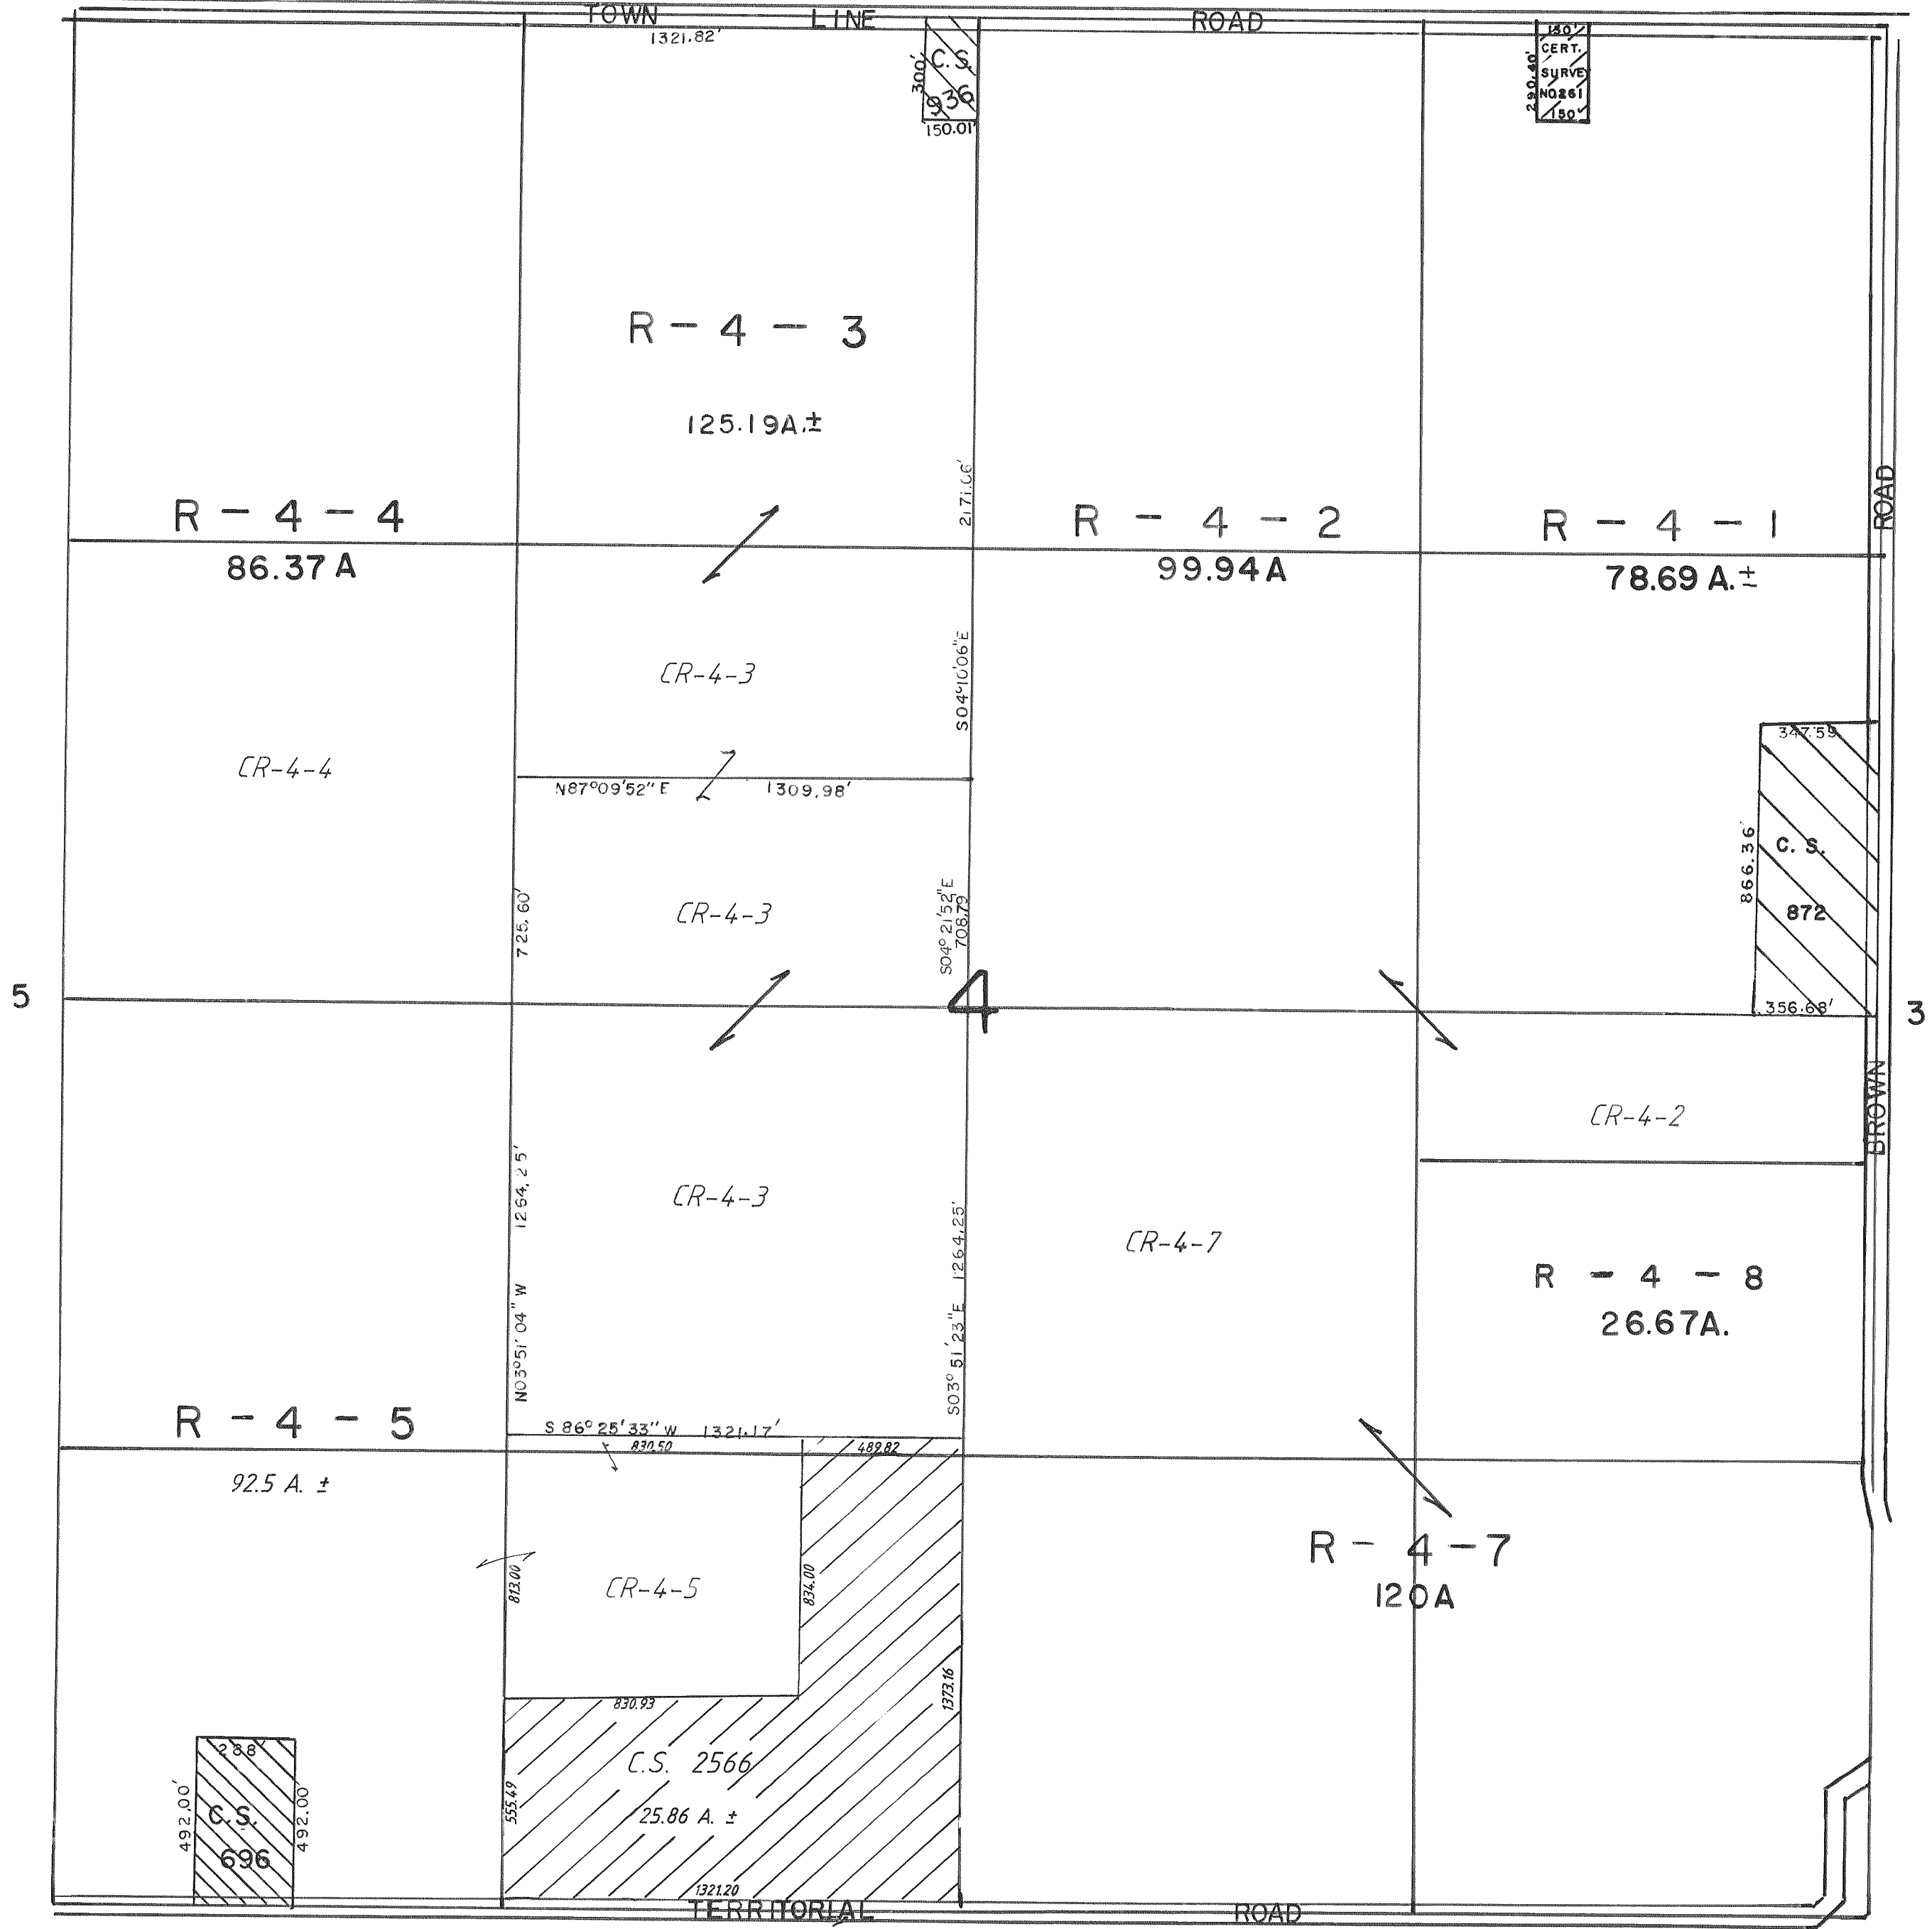 TOWN LINE ROAD
1321.82'
300'
C. S.
936
150.01'
150'
CERT.
SURVEY
NO261
150'
290.40'
R - 4 - 3
125.19A.±
2171.06'
ROAD
R - 4 - 4
86.37 A
R - 4 - 2
99.94 A
R - 4 - 1
78.69 A.±
CR-4-3
S04°10'06"E
CR-4-4
N87°09'52" E 1309.98'
347.59
866.36'
C. S.
872
356.68'
725.60'
CR-4-3
S04°21'52"E
708.79
5
4
3
BROWN
CR-4-2
1264.25'
CR-4-3
1264.25'
CR-4-7
R - 4 - 8
26.67A.
N03°51'04" W
S03°51'23"E
R - 4 - 5
92.5 A. ±
S 86°25'33" W 1321.17'
830.50
489.82
813.00
CR-4-5
834.00
R - 4 - 7
120A
1373.16
830.93
C.S. 2566
25.86 A. ±
555.49
288'
492.00'
C.S.
696
492.00'
1321.20
TERRITORIAL ROAD